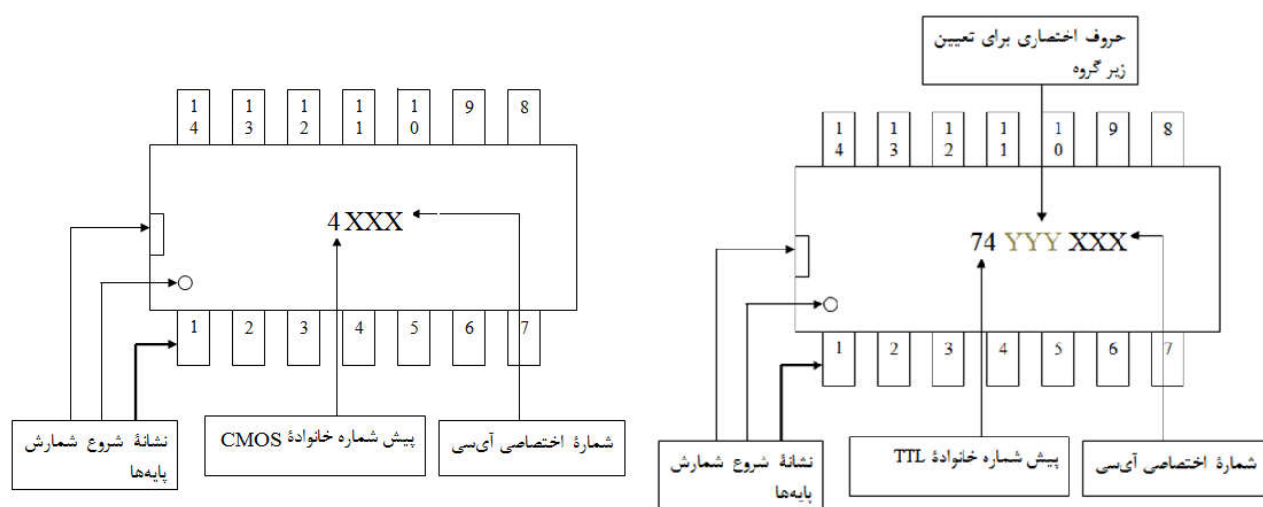 حروف اختصاری برای تعیین
زیر گروه
14 13 12 11 10 9 8
4 XXX
1 2 3 4 5 6 7
نشانهٔ شروع شمارش
پایه‌ها
پیش شماره خانوادهٔ CMOS
شمارهٔ اختصاصی آی‌سی
14 13 12 11 10 9 8
74 YYY XXX
1 2 3 4 5 6 7
نشانهٔ شروع شمارش
پایه‌ها
پیش شماره خانوادهٔ TTL
شمارهٔ اختصاصی آی‌سی